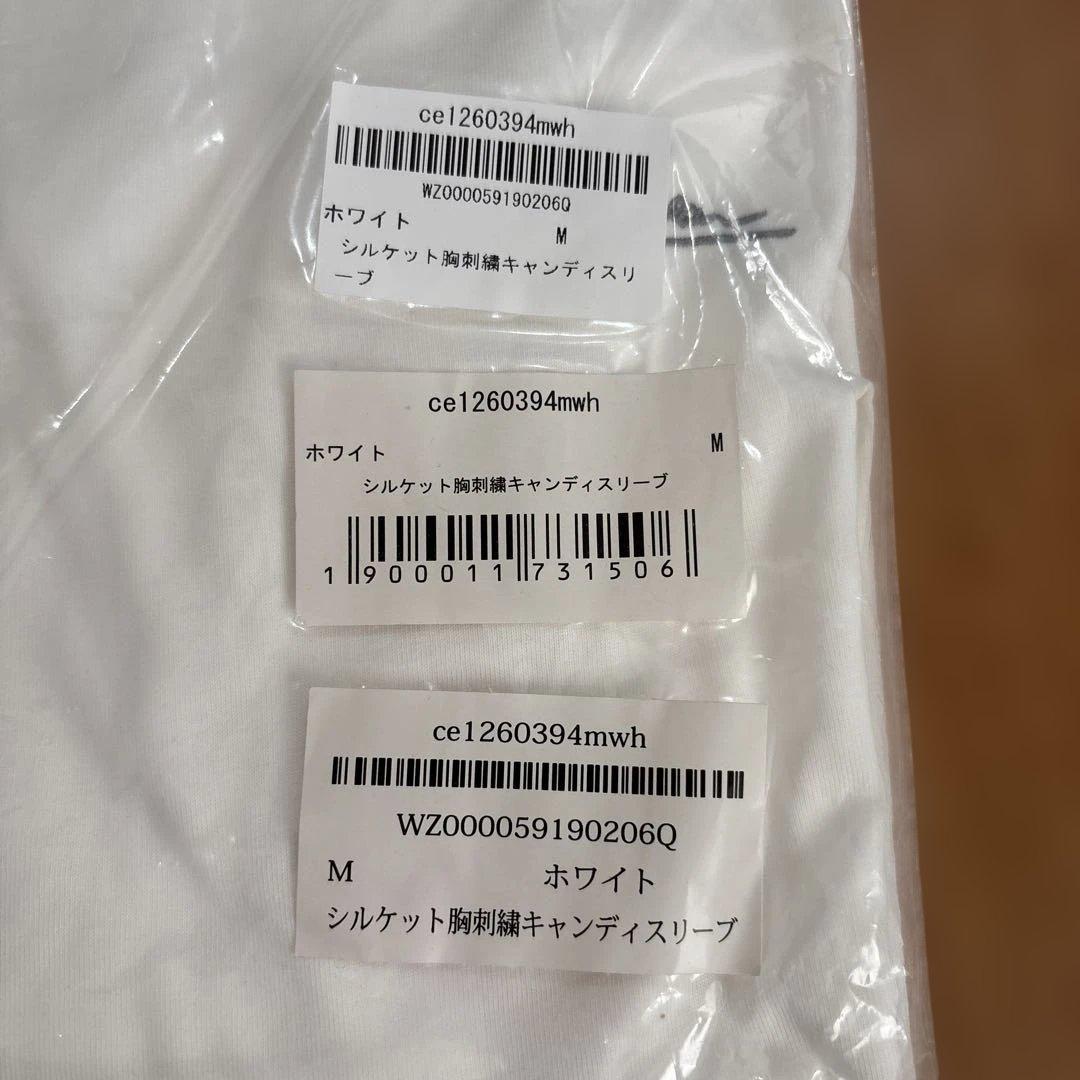 ce1260394mwh
WZ000059190206Q
ホワイト M
シルケット胸刺繍キャンディスリ
ーブ
ce1260394mwh
ホワイト M
シルケット胸刺繍キャンディスリーブ
1900011731506
ce1260394mwh
WZ000059190206Q
M ホワイト
シルケット胸刺繍キャンディスリーブ